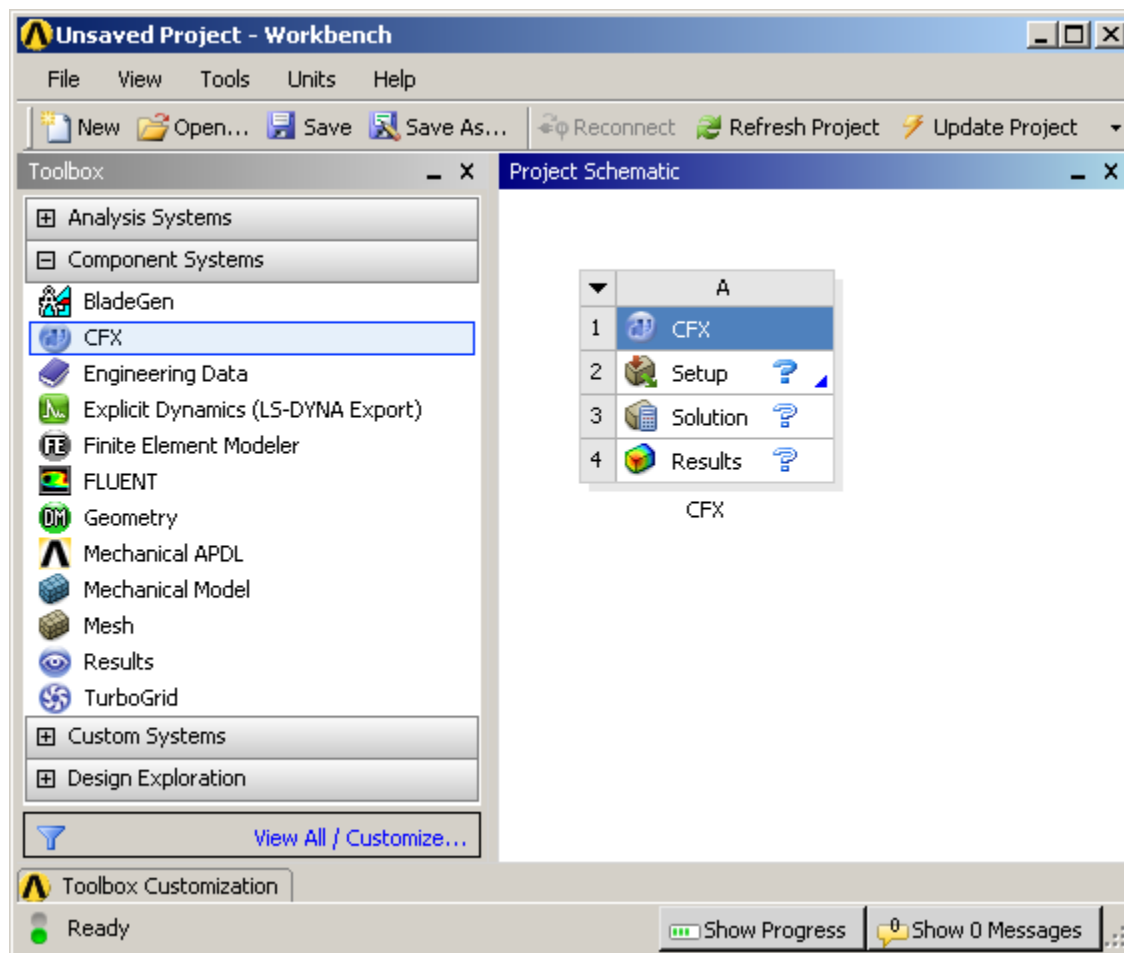 Unsaved Project - Workbench
File View Tools Units Help
New Open... Save Save As... Reconnect Refresh Project Update Project
Toolbox
Project Schematic
Analysis Systems
Component Systems
BladeGen
CFX
Engineering Data
Explicit Dynamics (LS-DYNA Export)
Finite Element Modeler
FLUENT
Geometry
Mechanical APDL
Mechanical Model
Mesh
Results
TurboGrid
Custom Systems
Design Exploration
View All / Customize...
A
1 CFX
2 Setup ?
3 Solution ?
4 Results ?
CFX
Toolbox Customization
Ready
Show Progress
Show 0 Messages